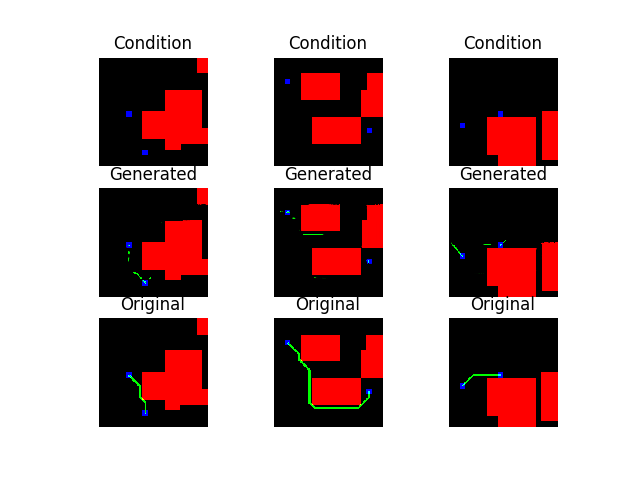 Condition Condition Condition
Generated Generated Generated
Original Original Original